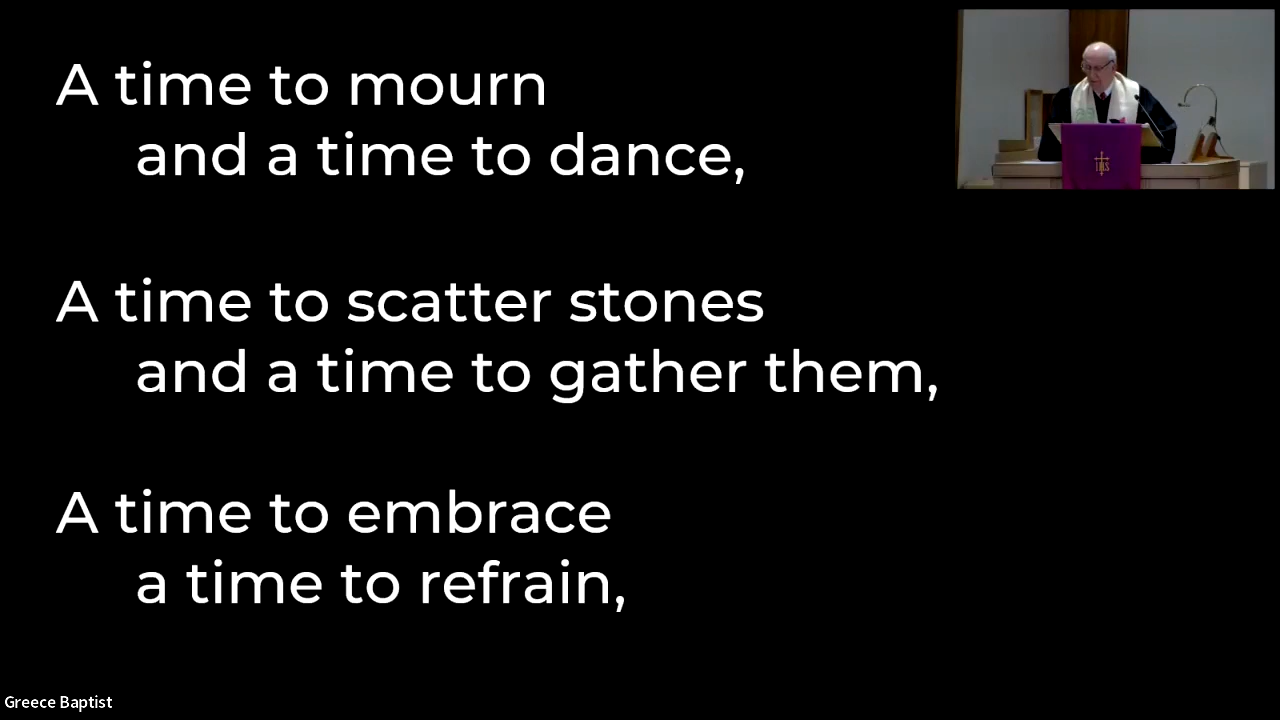 A time to mourn
and a time to dance,
A time to scatter stones
and a time to gather them,
A time to embrace
a time to refrain,
IHS
Greece Baptist